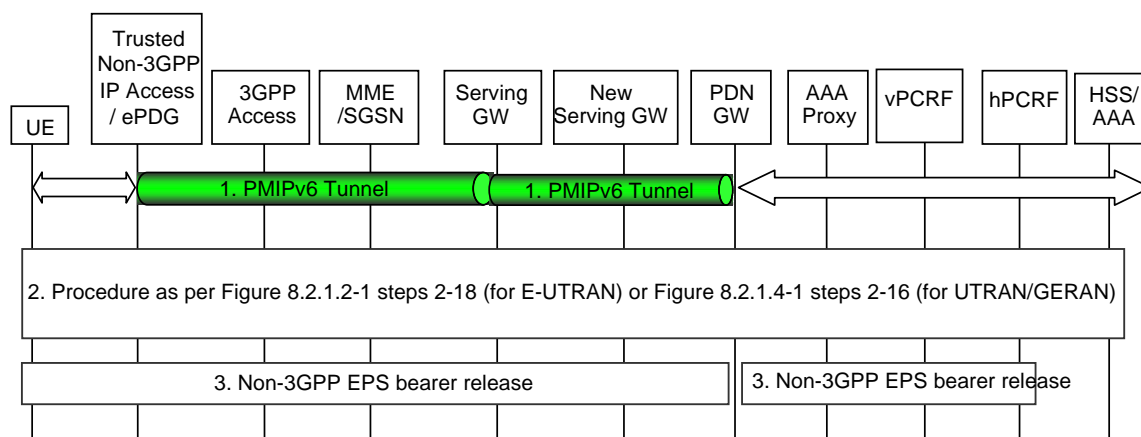 Trusted
Non-3GPP
IP Access
/ ePDG
UE
3GPP
Access
MME
/SGSN
Serving
GW
New
Serving GW
PDN
GW
AAA
Proxy
vPCRF
hPCRF
HSS/
AAA
1. PMIPv6 Tunnel
1. PMIPv6 Tunnel
2. Procedure as per Figure 8.2.1.2-1 steps 2-18 (for E-UTRAN) or Figure 8.2.1.4-1 steps 2-16 (for UTRAN/GERAN)
3. Non-3GPP EPS bearer release
3. Non-3GPP EPS bearer release